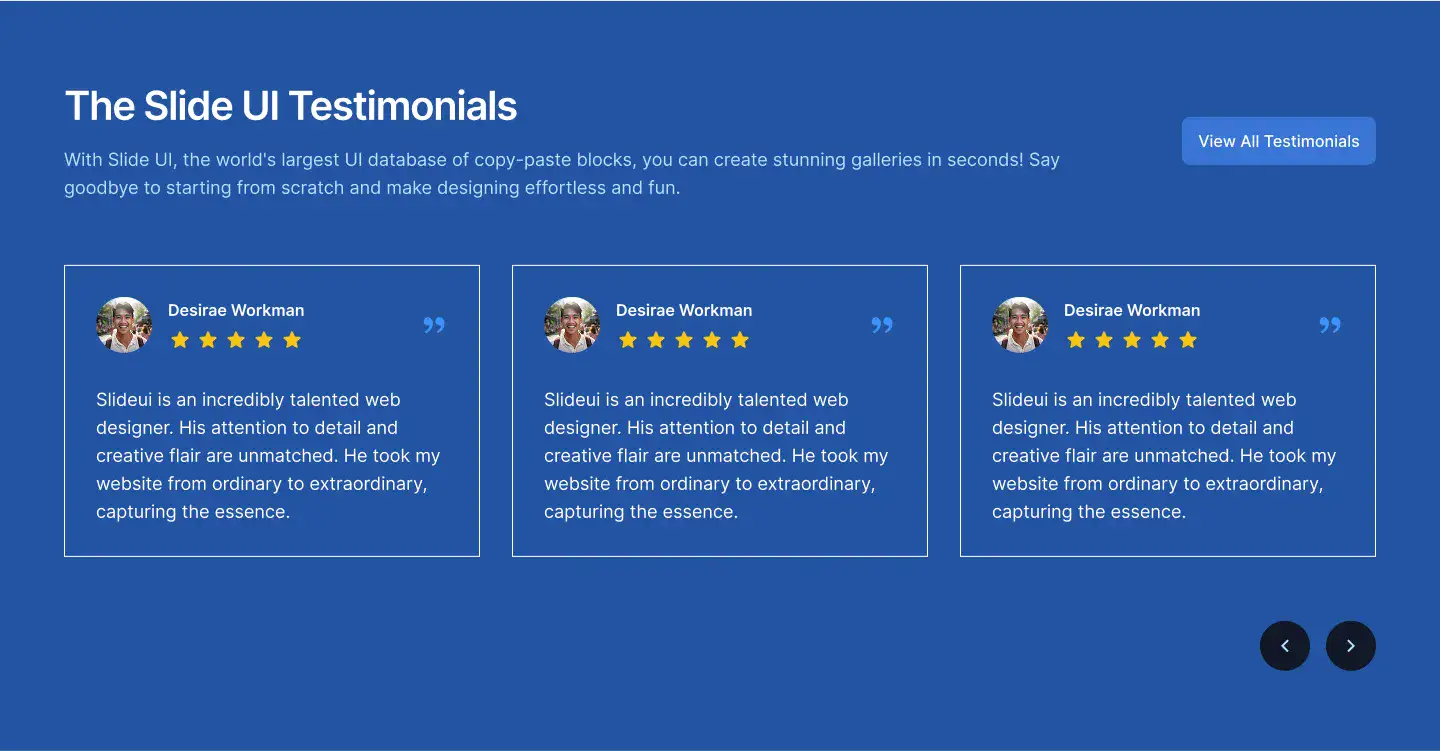 The Slide UI Testimonials
With Slide UI, the world's largest UI database of copy-paste blocks, you can create stunning galleries in seconds! Say
goodbye to starting from scratch and make designing effortless and fun.
View All Testimonials
Desirae Workman
Slideui is an incredibly talented web
designer. His attention to detail and
creative flair are unmatched. He took my
website from ordinary to extraordinary,
capturing the essence.
Desirae Workman
Slideui is an incredibly talented web
designer. His attention to detail and
creative flair are unmatched. He took my
website from ordinary to extraordinary,
capturing the essence.
Desirae Workman
Slideui is an incredibly talented web
designer. His attention to detail and
creative flair are unmatched. He took my
website from ordinary to extraordinary,
capturing the essence.